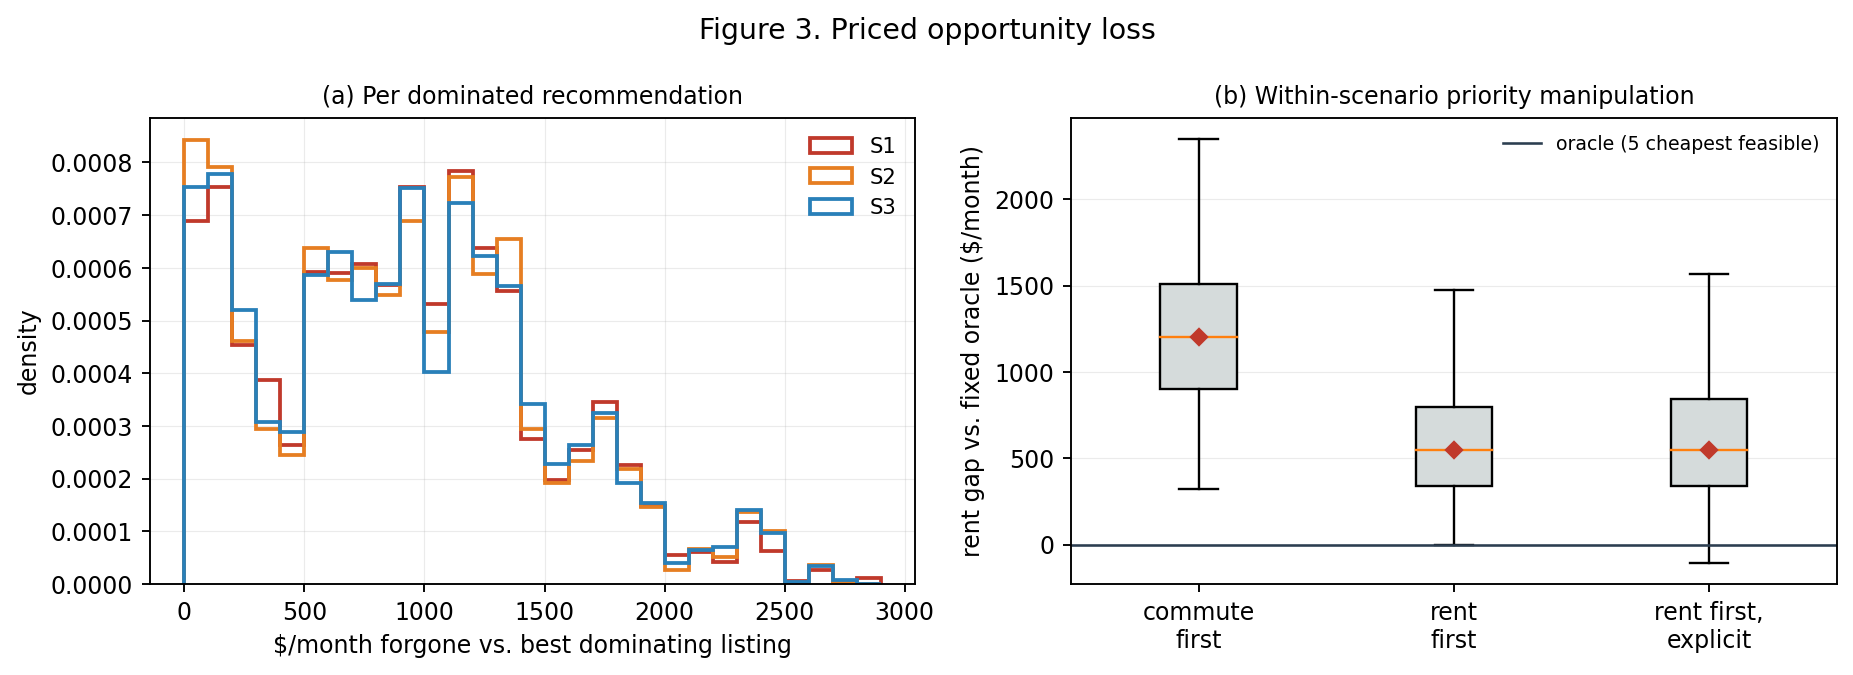 Figure 3. Priced opportunity loss
(a) Per dominated recommendation
density
0.0008
0.0007
0.0006
0.0005
0.0004
0.0003
0.0002
0.0001
0.0000
S1
S2
S3
0 500 1000 1500 2000 2500 3000
$/month forgone vs. best dominating listing
(b) Within-scenario priority manipulation
rent gap vs. fixed oracle ($/month)
2000
1500
1000
500
0
oracle (5 cheapest feasible)
commute
first
rent
first
rent first,
explicit